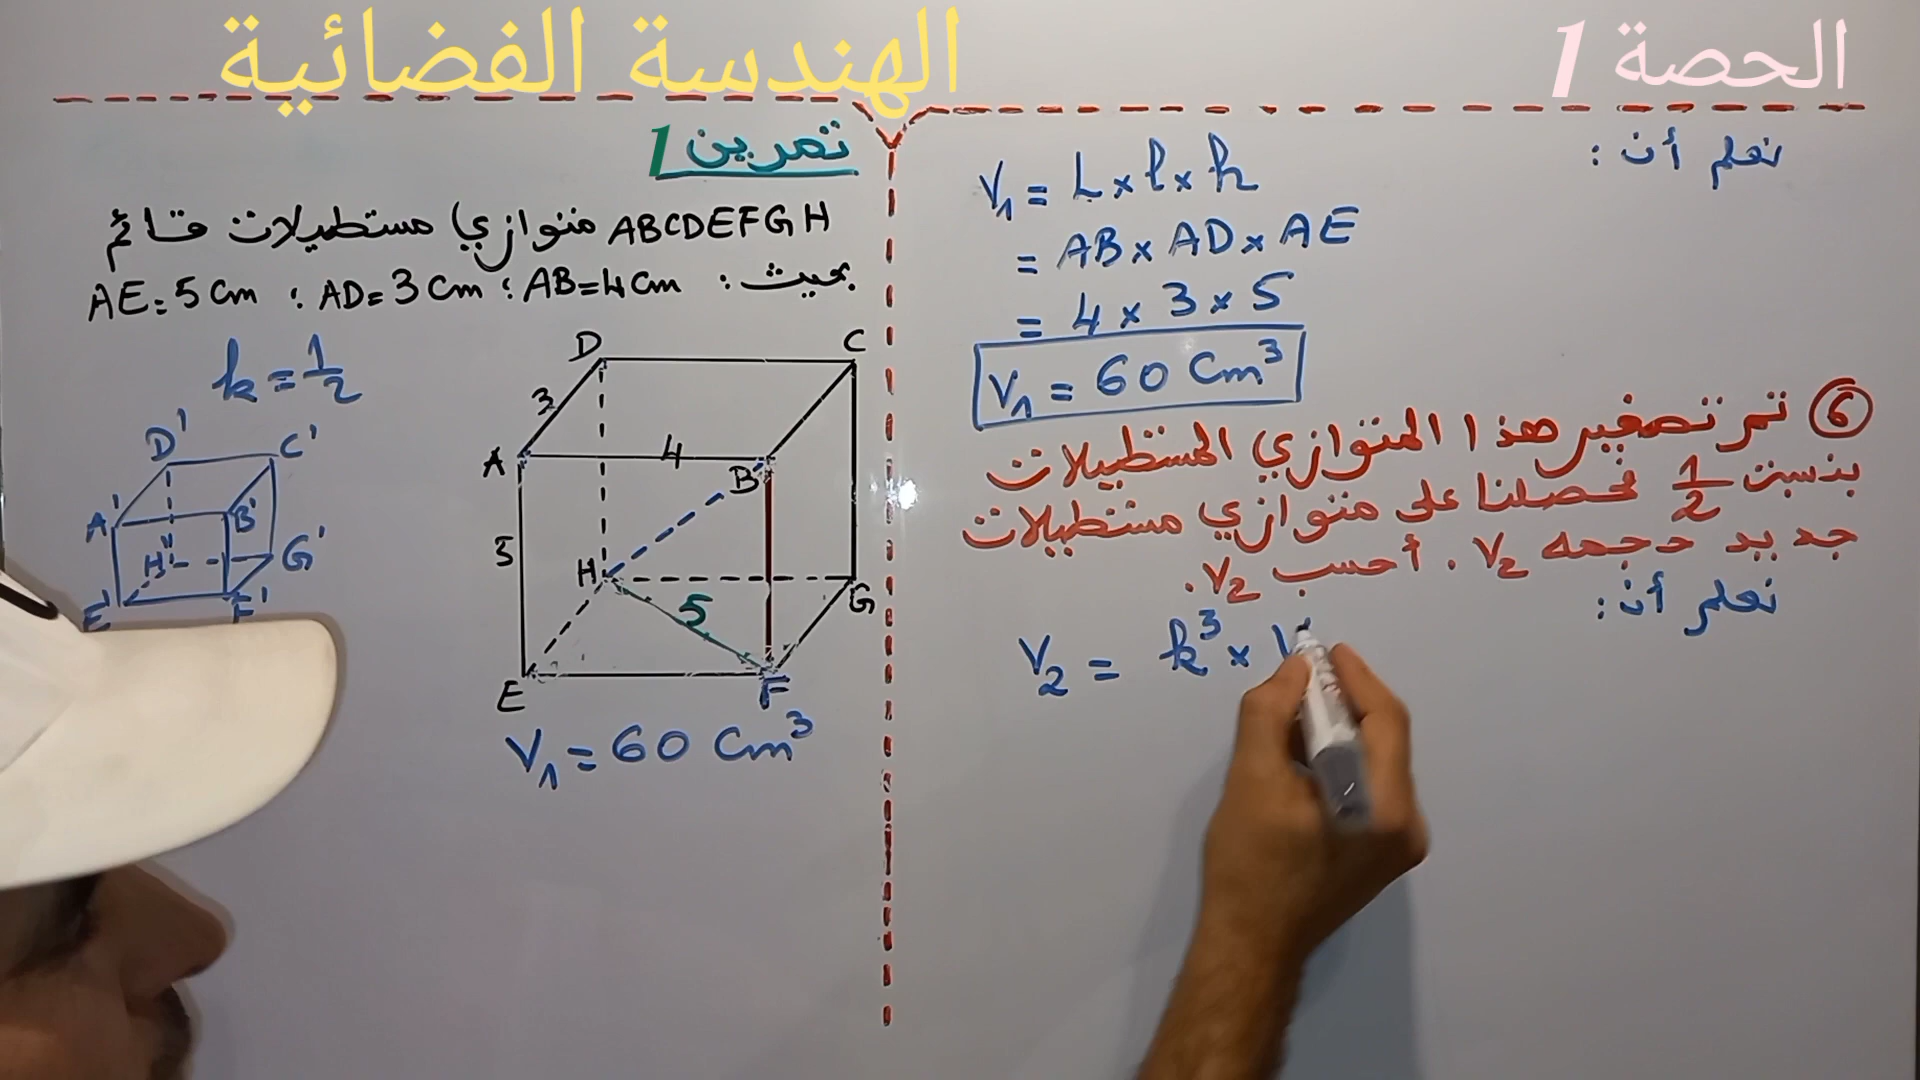 الهندسة الفضائية
الحصة 1
تمرين 1
ABCDEFGH متوازي مستطيلات قائم
بحيث : AB=4cm ; AD=3cm ; AE=5cm
k = 1/2
D' C'
A' B'
H' G'
E' F'
D C
3
A 4 B
5
H G
5
E F
V₁ = 60 Cm³
نعلم أن :
V₁ = L × l × h
= AB × AD × AE
= 4 × 3 × 5
V₁ = 60 Cm³
⑥ تم تصغير هذا المتوازي المستطيلات
بنسبة 1/2 فحصلنا على متوازي مستطيلات
جديد حجمه V₂ . أحسب V₂.
نعلم أن :
V₂ = k³ × V